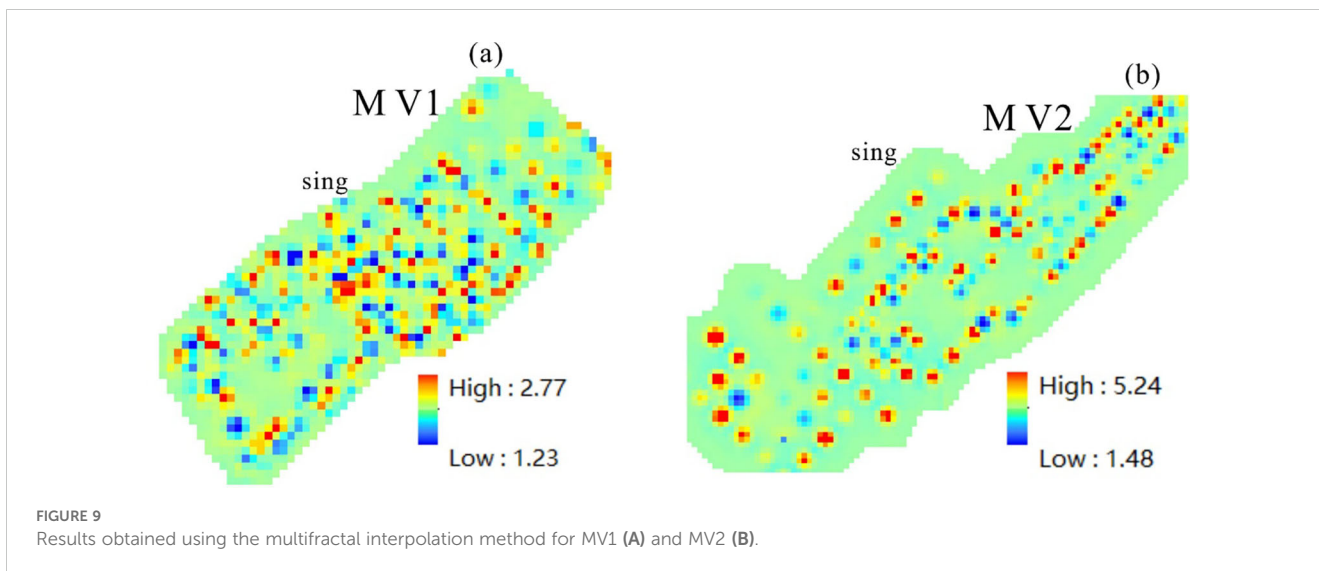 (a)
M V1
sing
High : 2.77
Low : 1.23
(b)
M V2
sing
High : 5.24
Low : 1.48
FIGURE 9
Results obtained using the multifractal interpolation method for MV1 (A) and MV2 (B).